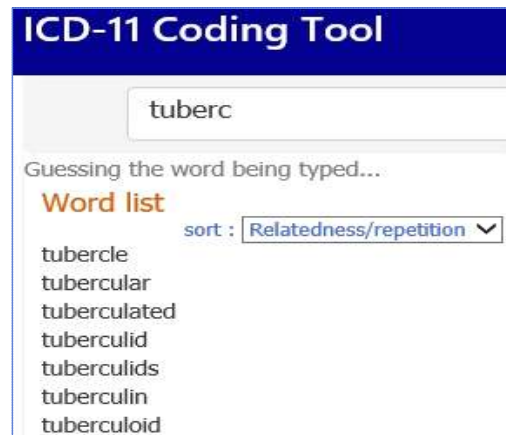 ICD-11 Coding Tool
tuberc
Guessing the word being typed...
Word list
sort : Relatedness/repetition
tubercle
tubercular
tuberculated
tuberculid
tuberculids
tuberculin
tuberculoid